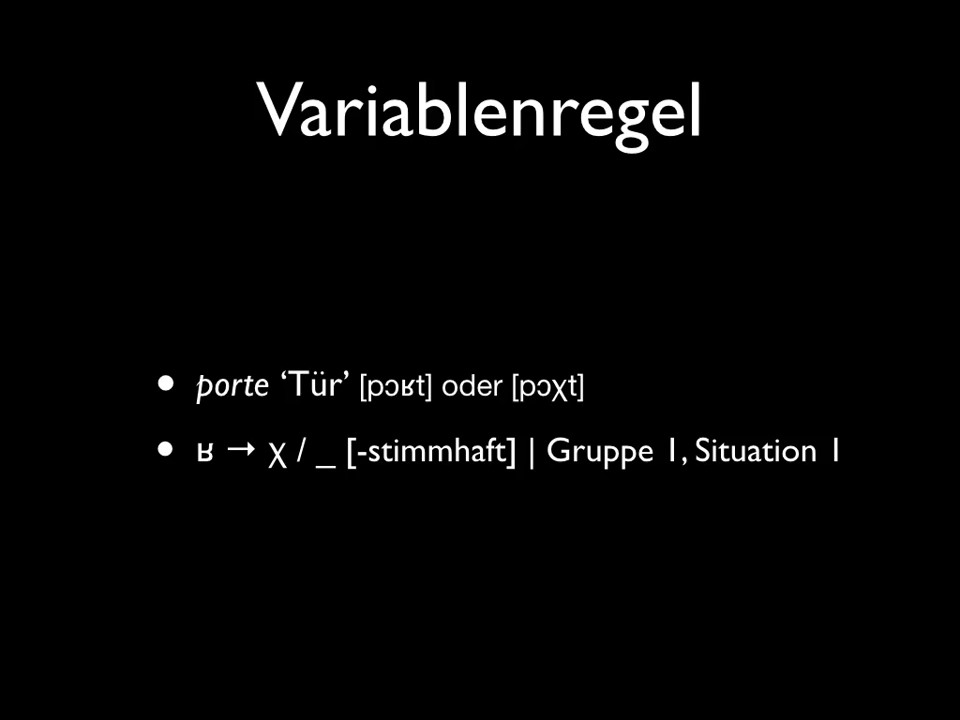 Variablenregel
• porte ‘Tür’ [pɔʁt] oder [pɔχt]
• ʁ → χ / _ [-stimmhaft] | Gruppe 1, Situation 1